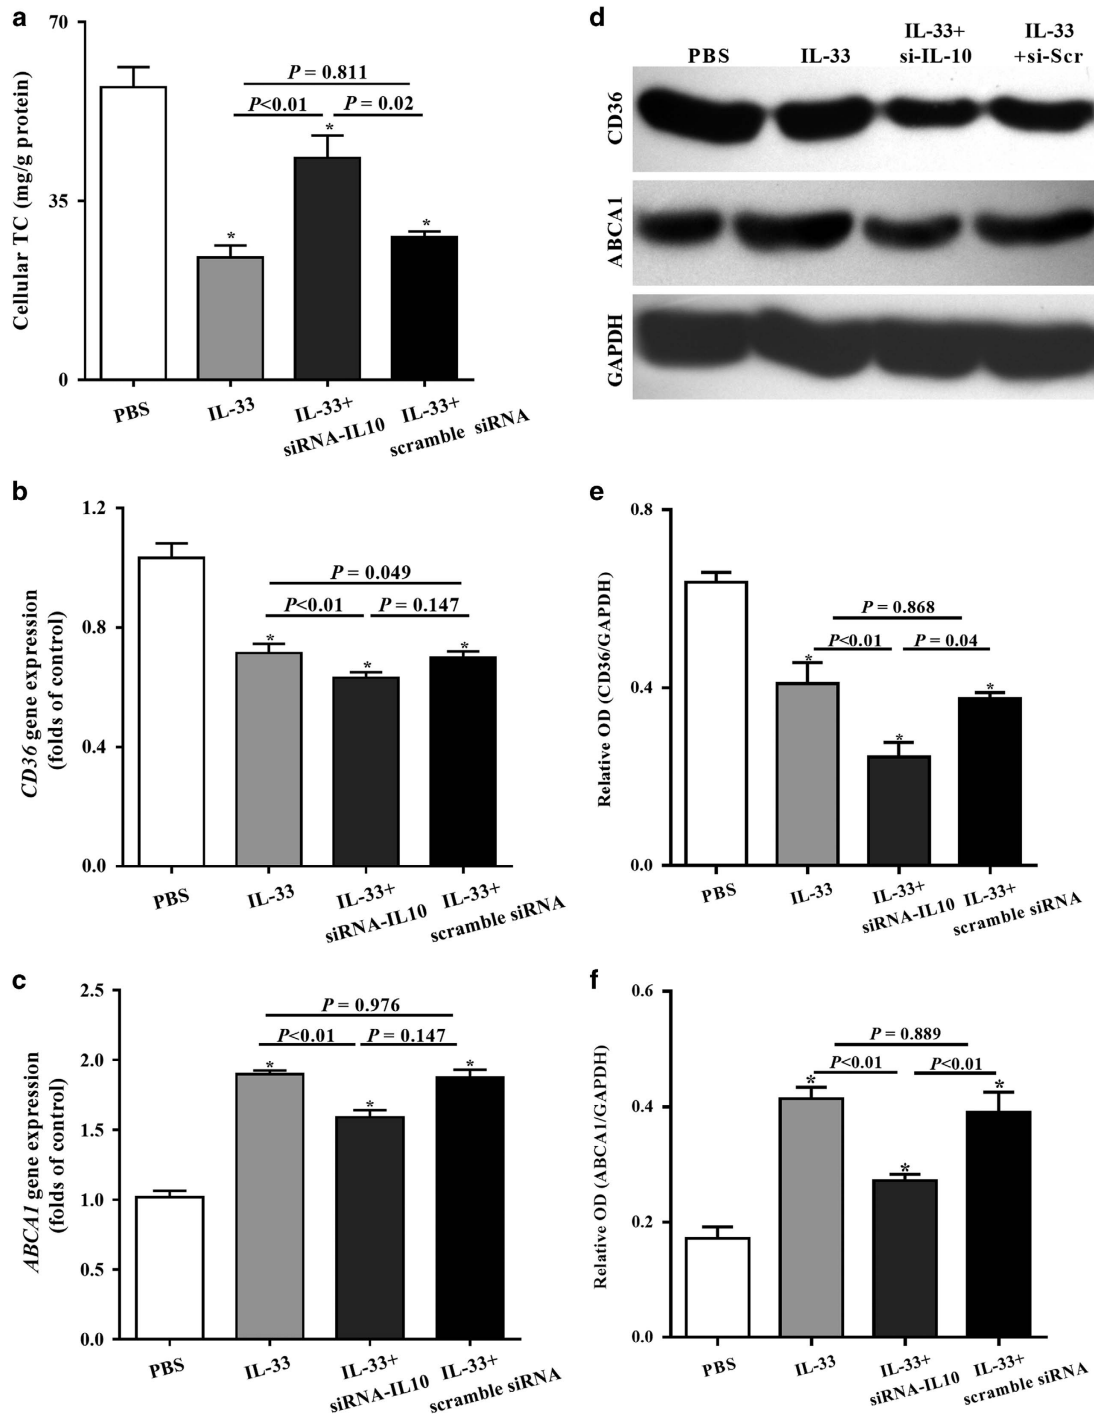 a
70
35
0
Cellular TC (mg/g protein)
P = 0.811
P<0.01
P = 0.02
*
*
*
PBS
IL-33
IL-33+
siRNA-IL10
IL-33+
scramble siRNA
d
PBS
IL-33
IL-33+
si-IL-10
IL-33
+si-Scr
CD36
ABCA1
GAPDH
b
1.2
0.8
0.4
0.0
CD36 gene expression
(folds of control)
P = 0.049
P<0.01
P = 0.147
*
*
*
PBS
IL-33
IL-33+
siRNA-IL10
IL-33+
scramble siRNA
e
0.8
0.4
0.0
Relative OD (CD36/GAPDH)
P = 0.868
P<0.01
P = 0.04
*
*
*
PBS
IL-33
IL-33+
siRNA-IL10
IL-33+
scramble siRNA
c
2.5
2.0
1.5
1.0
0.5
0.0
ABCA1 gene expression
(folds of control)
P = 0.976
P<0.01
P = 0.147
*
*
*
PBS
IL-33
IL-33+
siRNA-IL10
IL-33+
scramble siRNA
f
0.6
0.4
0.2
0.0
Relative OD (ABCA1/GAPDH)
P = 0.889
P<0.01
P<0.01
*
*
*
PBS
IL-33
IL-33+
siRNA-IL10
IL-33+
scramble siRNA